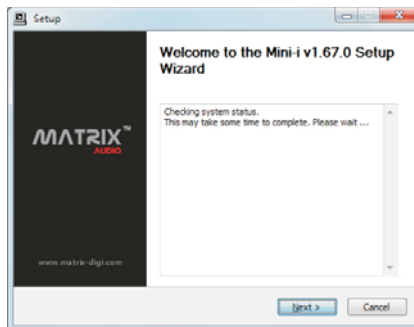 Setup
Welcome to the Mini-i v1.67.0 Setup
Wizard
Checking system status.
This may take some time to complete. Please wait ...
MATRIX™
AUDIO
www.matrix-digi.com
Next >
Cancel